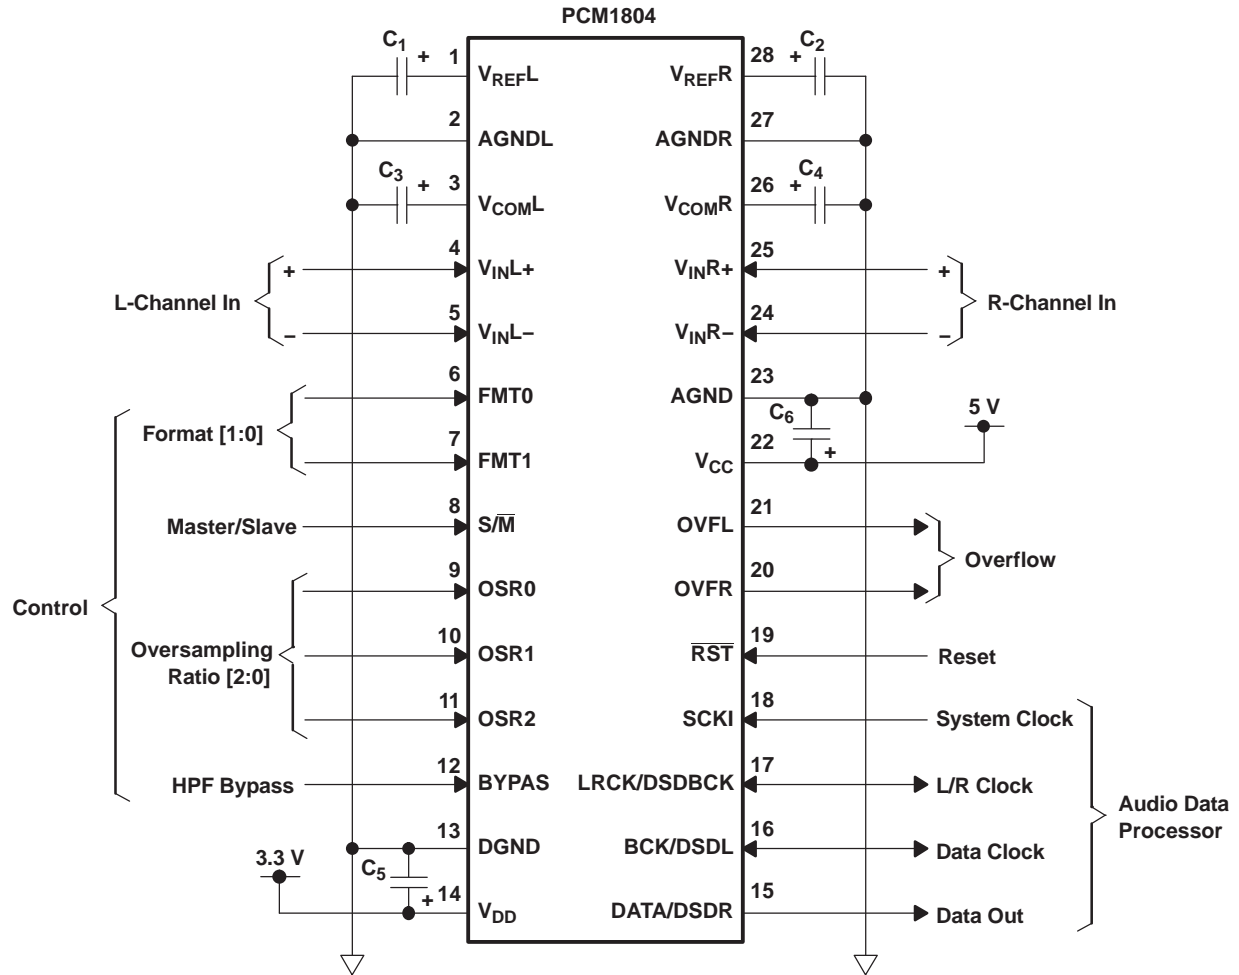 PCM1804
C1 + 1 VREFL VREFR 28 + C2
2 AGNDL AGNDR 27
C3 + 3 VCOML VCOMR 26 + C4
L-Channel In + 4 VINL+ VINR+ 25 + R-Channel In
− 5 VINL− VINR− 24 −
Format [1:0] 6 FMT0 AGND 23
C6 + 5 V
7 FMT1 VCC 22
Master/Slave 8 S/M̅ OVFL 21 Overflow
Control
9 OSR0 OVFR 20
Oversampling
Ratio [2:0]
10 OSR1 R̅S̅T̅ 19 Reset
11 OSR2 SCKI 18 System Clock
HPF Bypass 12 BYPAS LRCK/DSDBCK 17 L/R Clock
Audio Data
Processor
13 DGND BCK/DSDL 16 Data Clock
3.3 V C5 +
14 VDD DATA/DSDR 15 Data Out